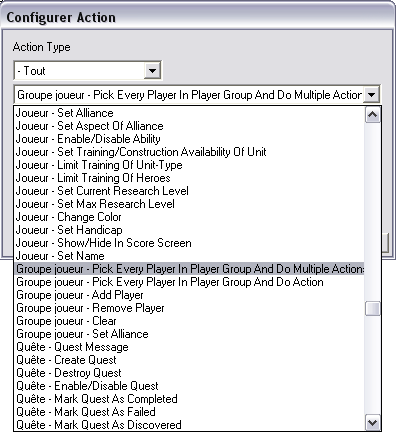 Configurer Action
Action Type
- Tout
Groupe joueur - Pick Every Player In Player Group And Do Multiple Action
Joueur - Set Alliance
Joueur - Set Aspect Of Alliance
Joueur - Enable/Disable Ability
Joueur - Set Training/Construction Availability Of Unit
Joueur - Limit Training Of Unit-Type
Joueur - Limit Training Of Heroes
Joueur - Set Current Research Level
Joueur - Set Max Research Level
Joueur - Change Color
Joueur - Set Handicap
Joueur - Show/Hide In Score Screen
Joueur - Set Name
Groupe joueur - Pick Every Player In Player Group And Do Multiple Actions
Groupe joueur - Pick Every Player In Player Group And Do Action
Groupe joueur - Add Player
Groupe joueur - Remove Player
Groupe joueur - Clear
Groupe joueur - Set Alliance
Quête - Quest Message
Quête - Create Quest
Quête - Destroy Quest
Quête - Enable/Disable Quest
Quête - Mark Quest As Completed
Quête - Mark Quest As Failed
Quête - Mark Quest As Discovered